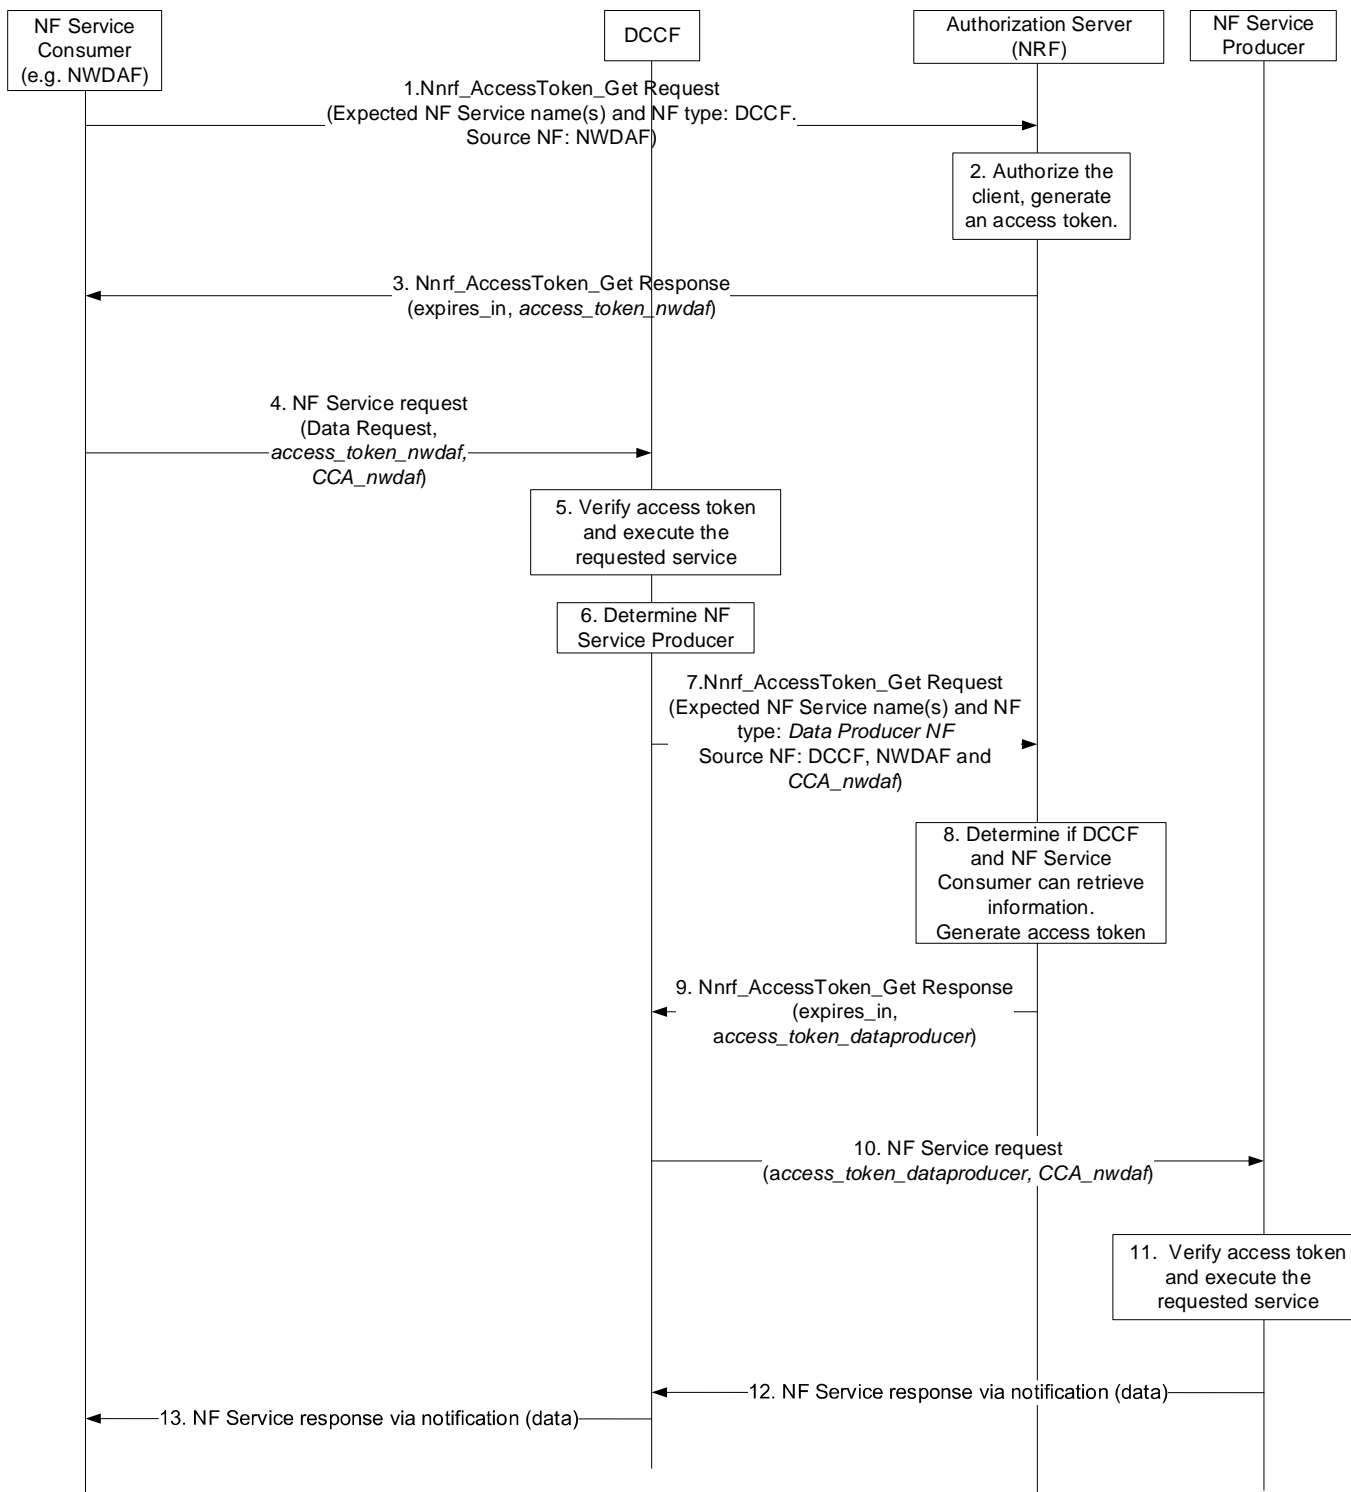 NF Service
Consumer
(e.g. NWDAF)
DCCF
Authorization Server
(NRF)
NF Service
Producer
1.Nnrf_AccessToken_Get Request
(Expected NF Service name(s) and NF type: DCCF.
Source NF: NWDAF)
2. Authorize the
client, generate
an access token.
3. Nnrf_AccessToken_Get Response
(expires_in, access_token_nwdaf)
4. NF Service request
(Data Request,
access_token_nwdaf,
CCA_nwdaf)
5. Verify access token
and execute the
requested service
6. Determine NF
Service Producer
7.Nnrf_AccessToken_Get Request
(Expected NF Service name(s) and NF
type: Data Producer NF
Source NF: DCCF, NWDAF and
CCA_nwdaf)
8. Determine if DCCF
and NF Service
Consumer can retrieve
information.
Generate access token
9. Nnrf_AccessToken_Get Response
(expires_in,
access_token_dataproducer)
10. NF Service request
(access_token_dataproducer, CCA_nwdaf)
11. Verify access token
and execute the
requested service
12. NF Service response via notification (data)
13. NF Service response via notification (data)